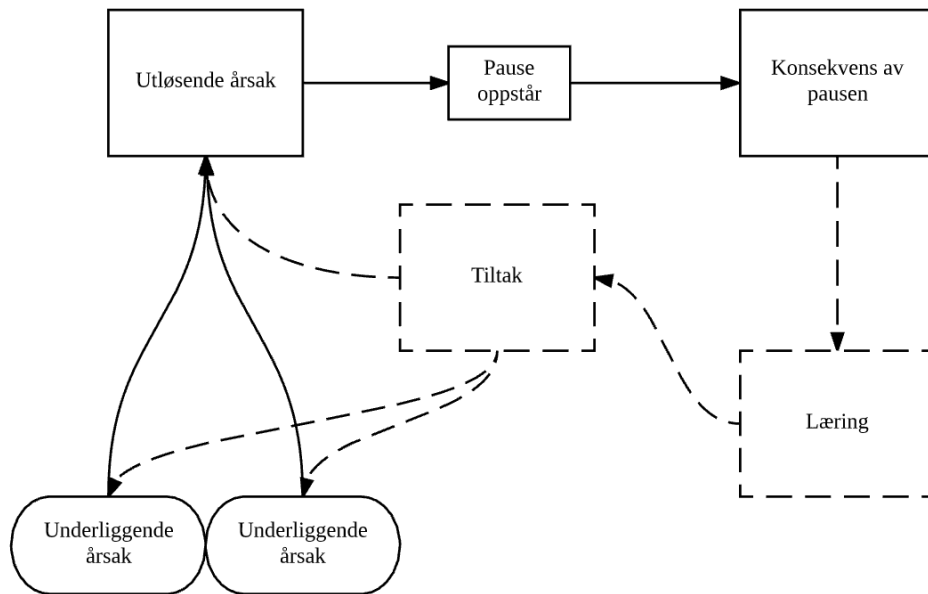 Utløsende årsak
Pause
oppstår
Konsekvens av
pausen
Tiltak
Læring
Underliggende
årsak
Underliggende
årsak